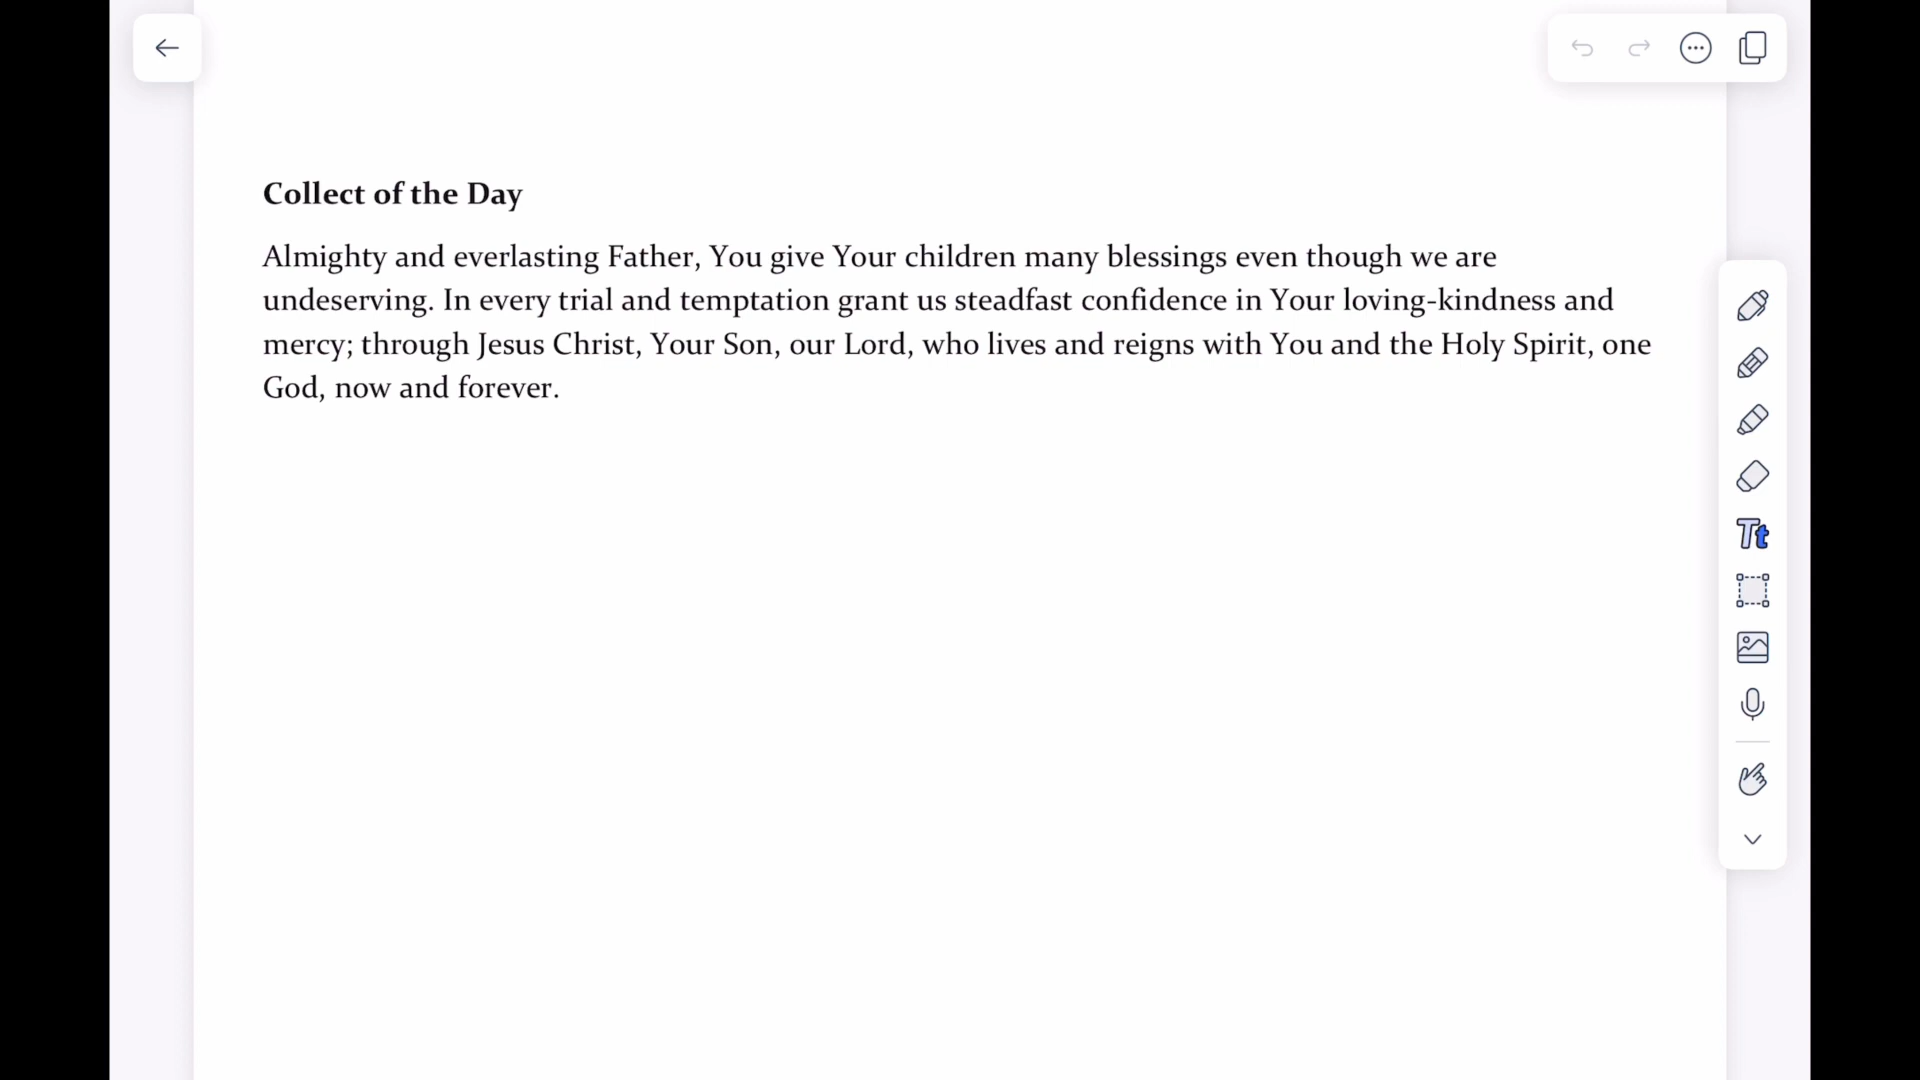 Collect of the Day
Almighty and everlasting Father, You give Your children many blessings even though we are
undeserving. In every trial and temptation grant us steadfast confidence in Your loving-kindness and
mercy; through Jesus Christ, Your Son, our Lord, who lives and reigns with You and the Holy Spirit, one
God, now and forever.
Tt